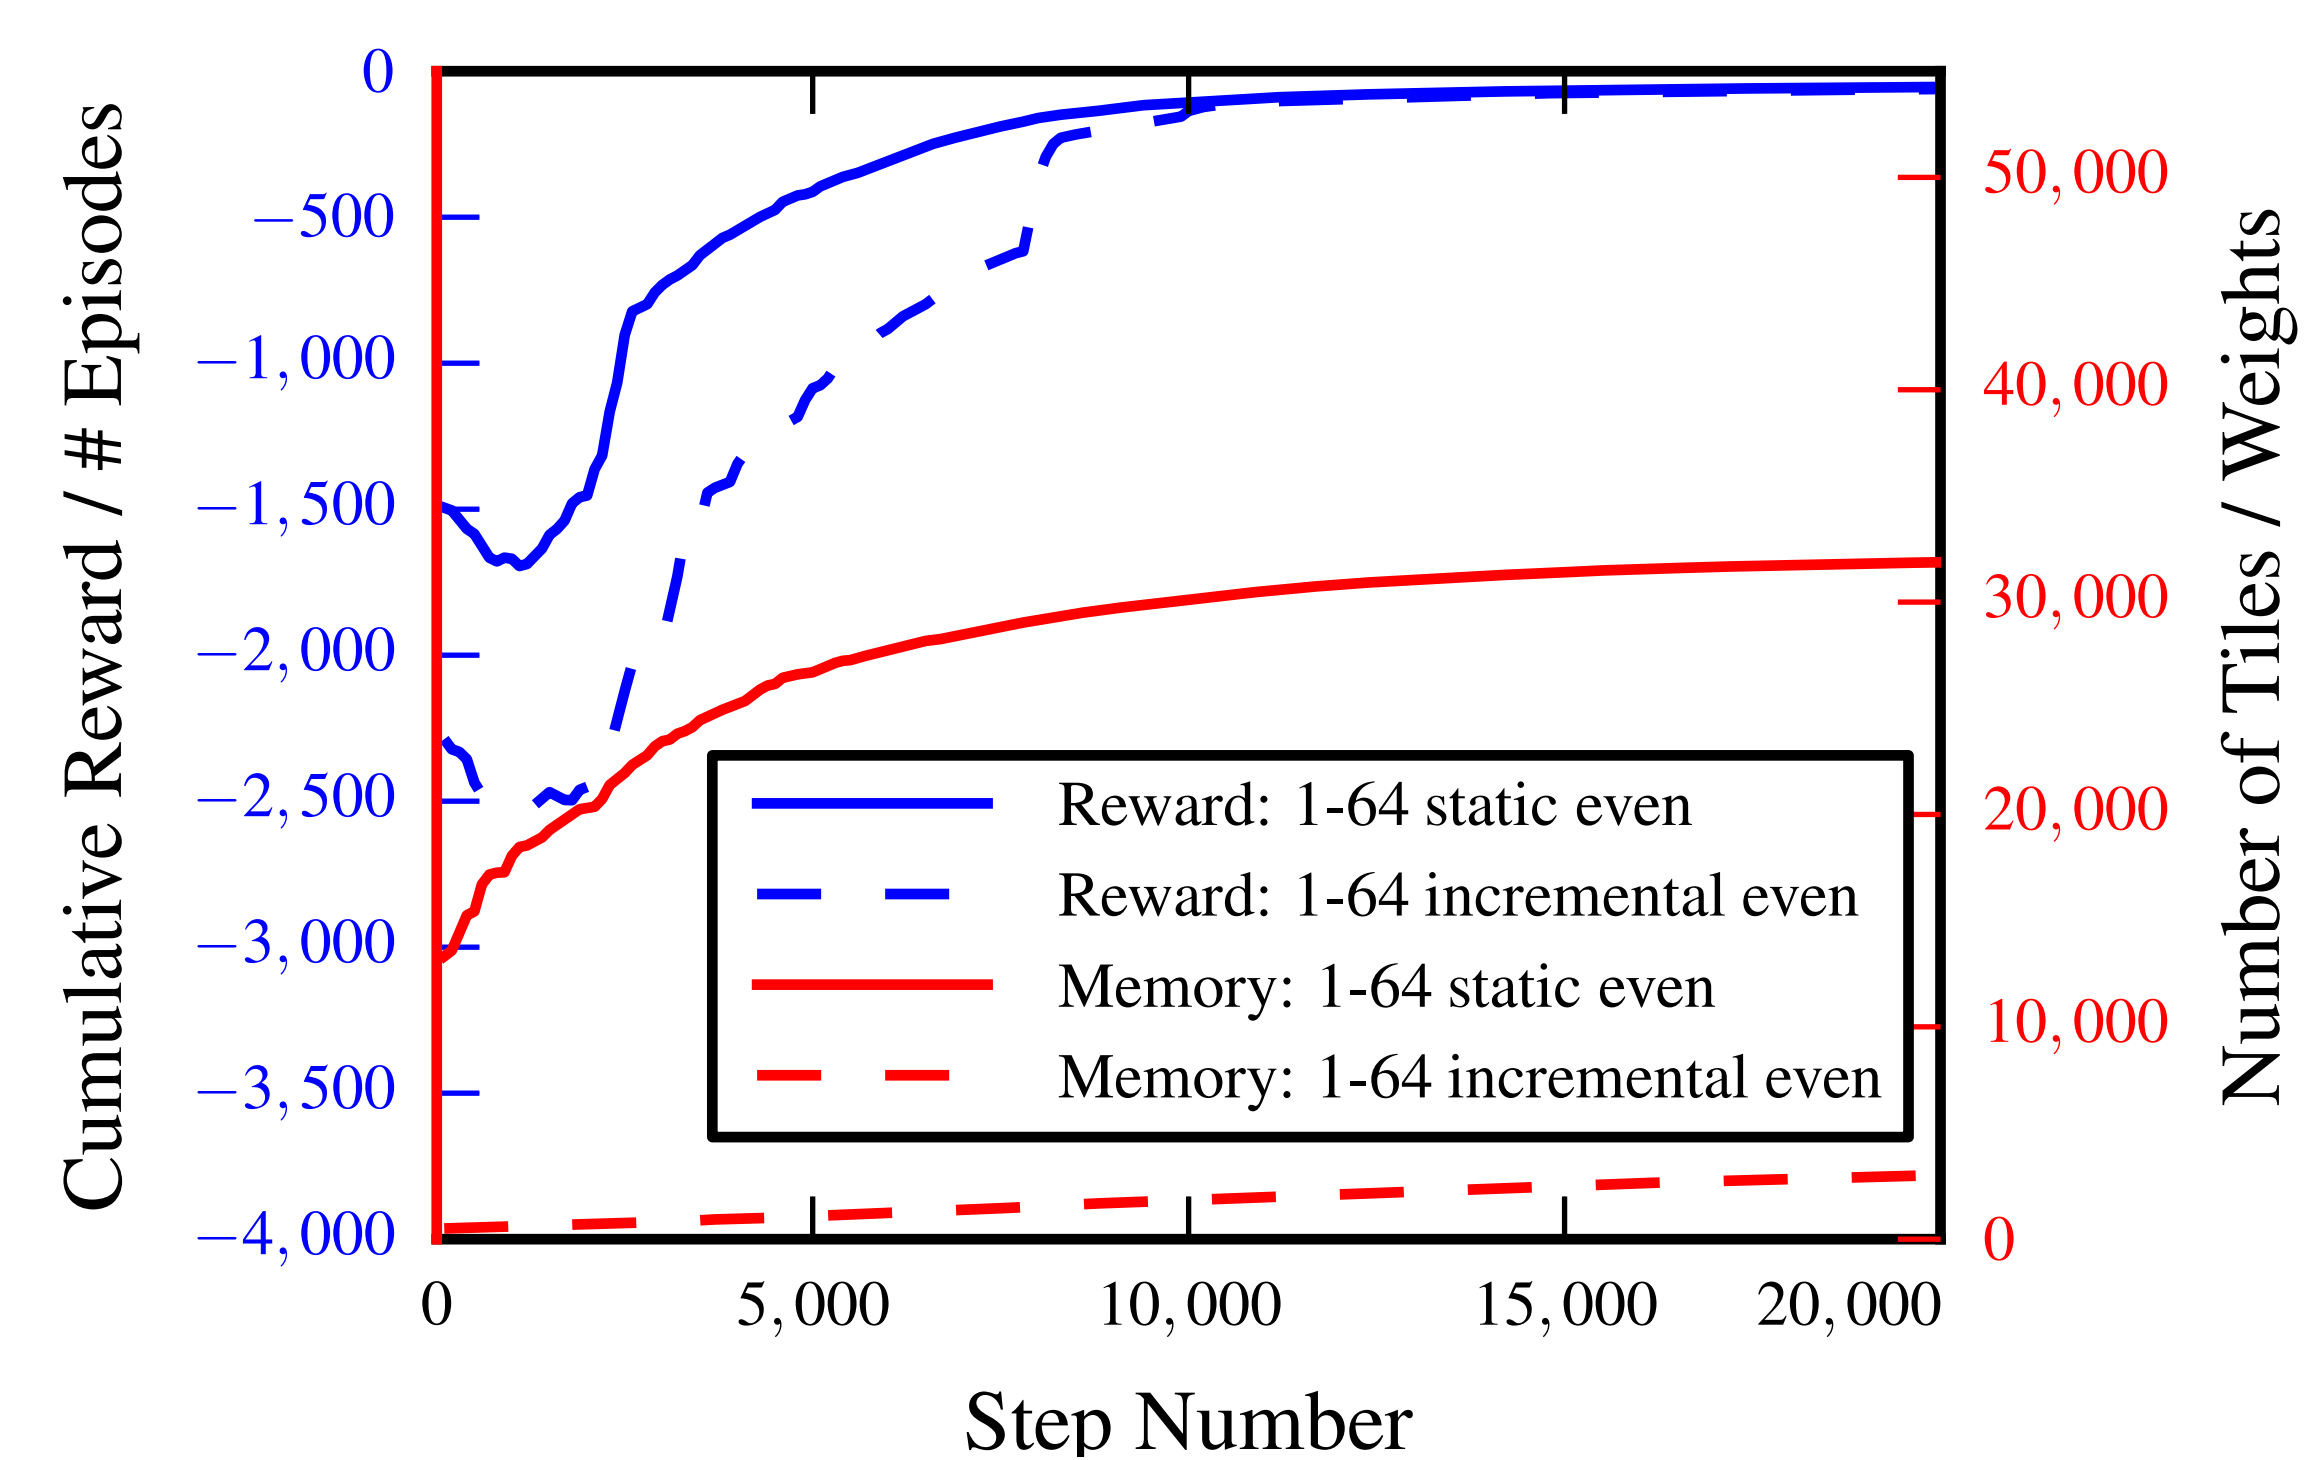 Cumulative Reward / # Episodes
0
−500
−1,000
−1,500
−2,000
−2,500
−3,000
−3,500
−4,000
50,000
40,000
30,000
20,000
10,000
0
Number of Tiles / Weights
Reward: 1-64 static even
Reward: 1-64 incremental even
Memory: 1-64 static even
Memory: 1-64 incremental even
0 5,000 10,000 15,000 20,000
Step Number